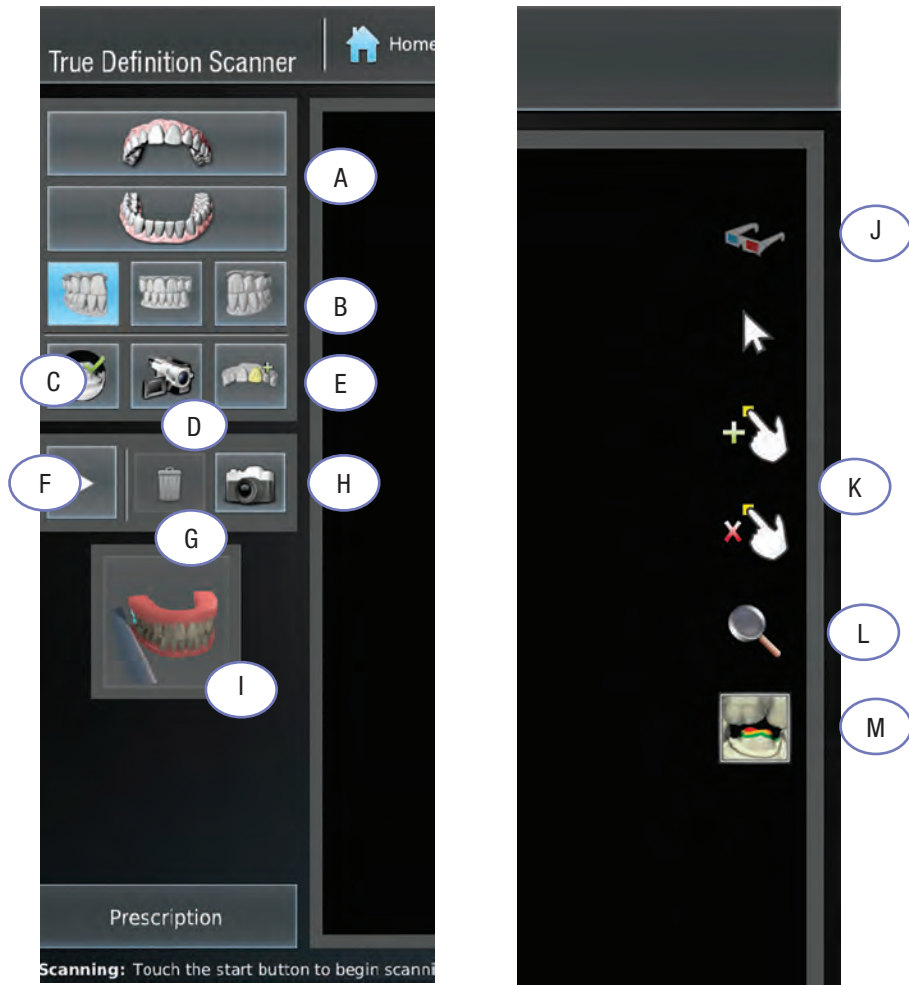 True Definition Scanner
Home
A
B
C
E
D
F
H
G
I
Prescription
Scanning: Touch the start button to begin scanni
J
K
L
M